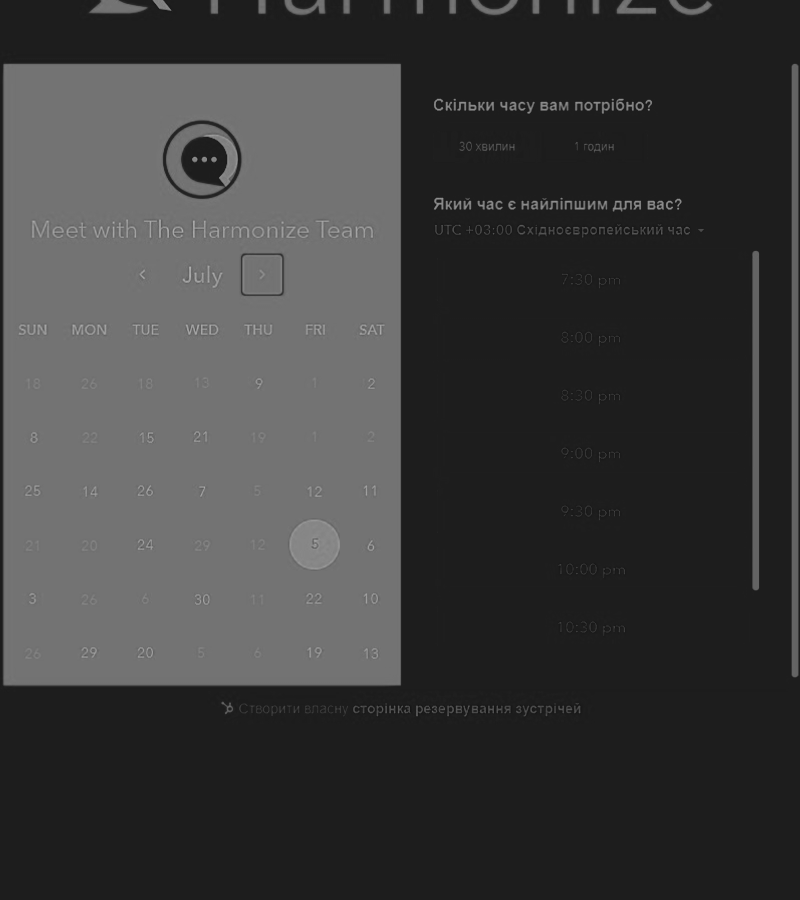 Harmonize
Meet with The Harmonize Team
July
SUN MON TUE WED THU FRI SAT
18 26 18 13 9 1 2
8 22 15 21 19 1 2
25 14 26 7 5 12 11
21 20 24 29 12 5 6
3 26 6 30 11 22 10
26 29 20 5 6 19 13
Скільки часу вам потрібно?
30 хвилин 1 годин
Який час є найліпшим для вас?
UTC +03:00 Східноєвропейський час
7:30 pm
8:00 pm
8:30 pm
9:00 pm
9:30 pm
10:00 pm
10:30 pm
Створити власну сторінка резервування зустрічей